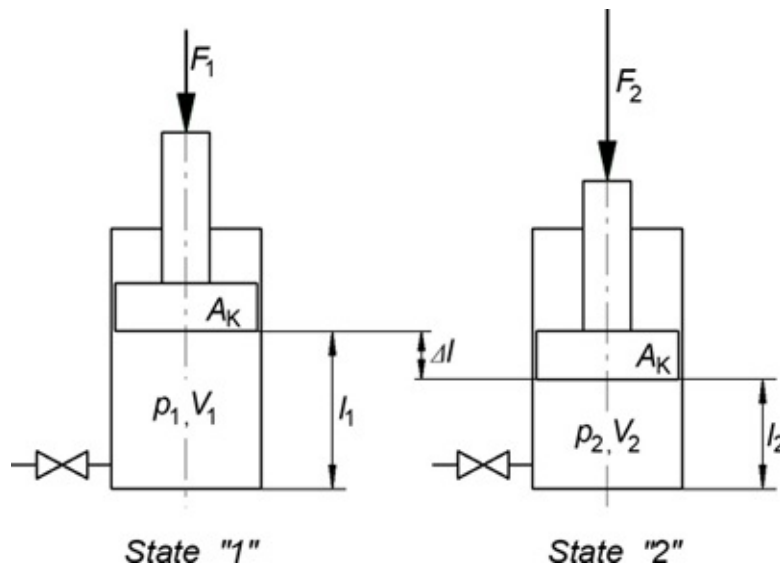 F1
F2
AK
Δl
AK
p1, V1
l1
p2, V2
l2
State "1"
State "2"